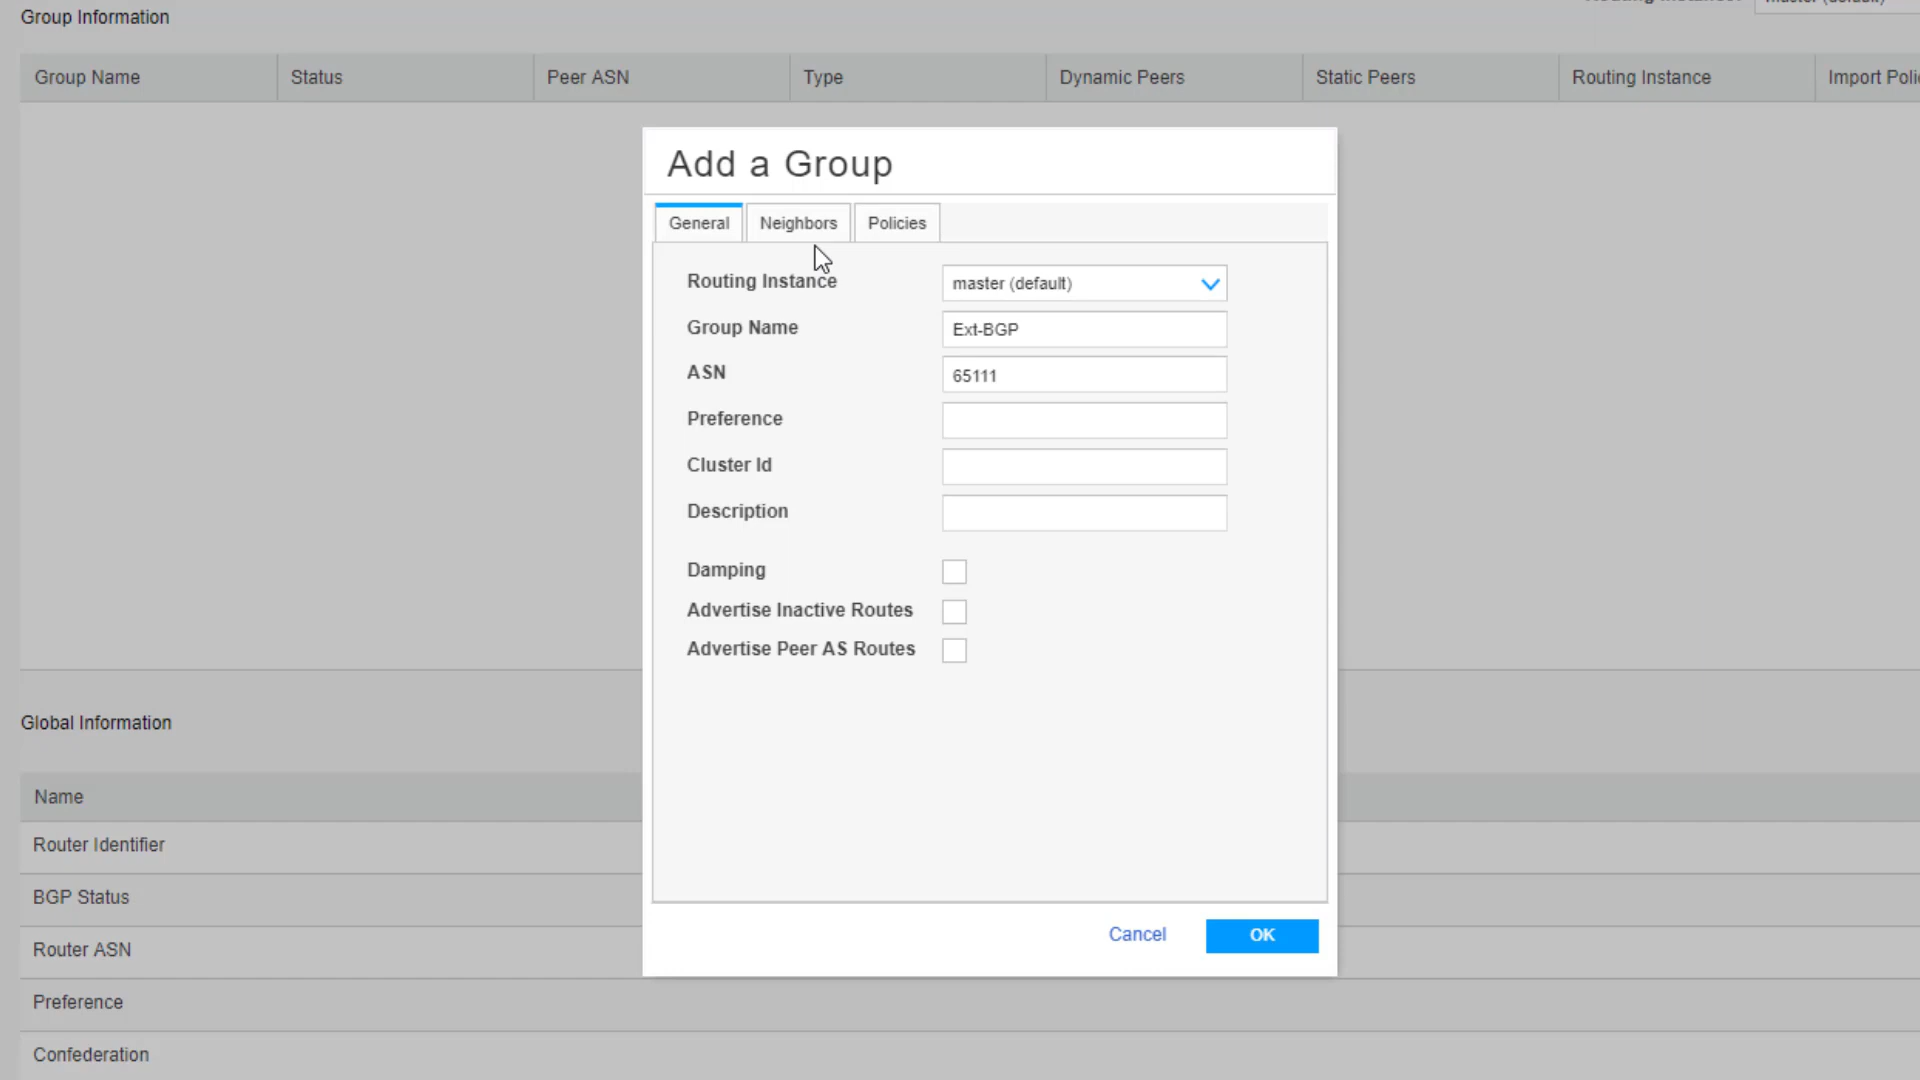 Group Information
Group Name Status Peer ASN Type Dynamic Peers Static Peers Routing Instance Import
Add a Group
General Neighbors Policies
Routing Instance master (default)
Group Name Ext-BGP
ASN 65111
Preference
Cluster Id
Description
Damping
Advertise Inactive Routes
Advertise Peer AS Routes
Cancel OK
Global Information
Name
Router Identifier
BGP Status
Router ASN
Preference
Confederation